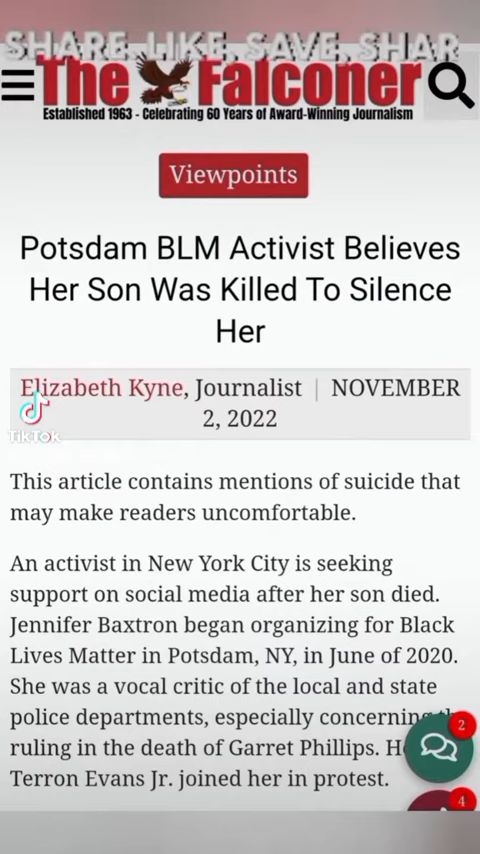 SHARE, LIKE, SAVE, SHAR
The Falconer
Established 1963 - Celebrating 60 Years of Award-Winning Journalism
Viewpoints
Potsdam BLM Activist Believes
Her Son Was Killed To Silence
Her
Elizabeth Kyne, Journalist | NOVEMBER
2, 2022
TikTok
This article contains mentions of suicide that
may make readers uncomfortable.
An activist in New York City is seeking
support on social media after her son died.
Jennifer Baxtron began organizing for Black
Lives Matter in Potsdam, NY, in June of 2020.
She was a vocal critic of the local and state
police departments, especially concerning
2
ruling in the death of Garret Phillips.
Terron Evans Jr. joined her in protest.
4